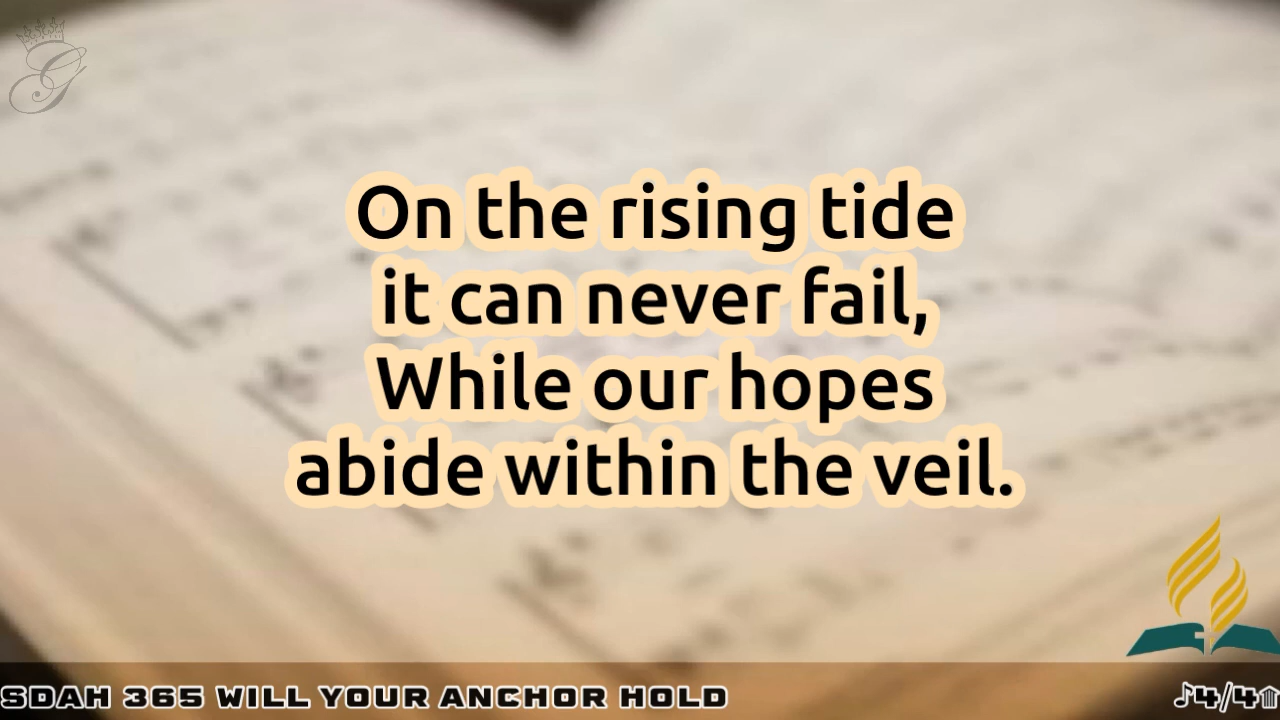 G
On the rising tide
it can never fail,
While our hopes
abide within the veil.
SDAH 365 WILL YOUR ANCHOR HOLD
♪4/4